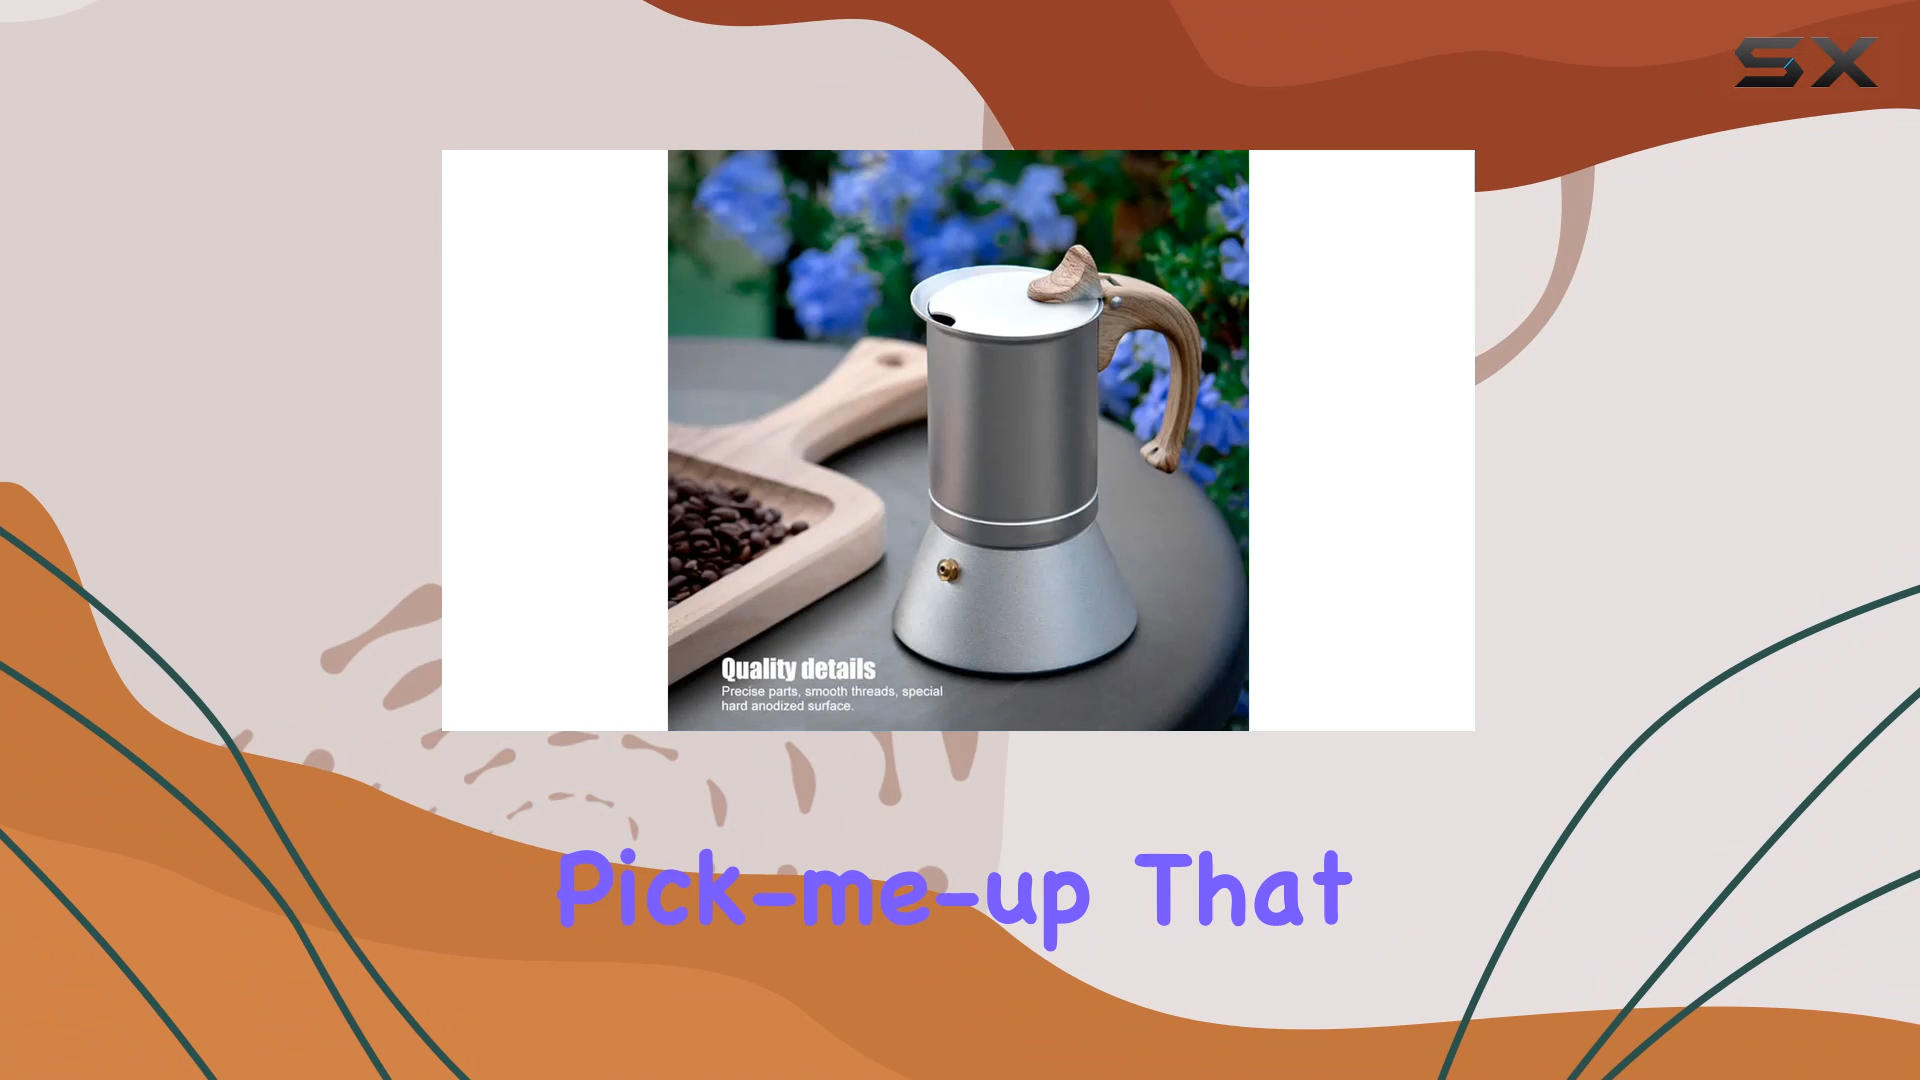 SX
Quality details
Precise parts, smooth threads, special
hard anodized surface.
Pick-me-up That